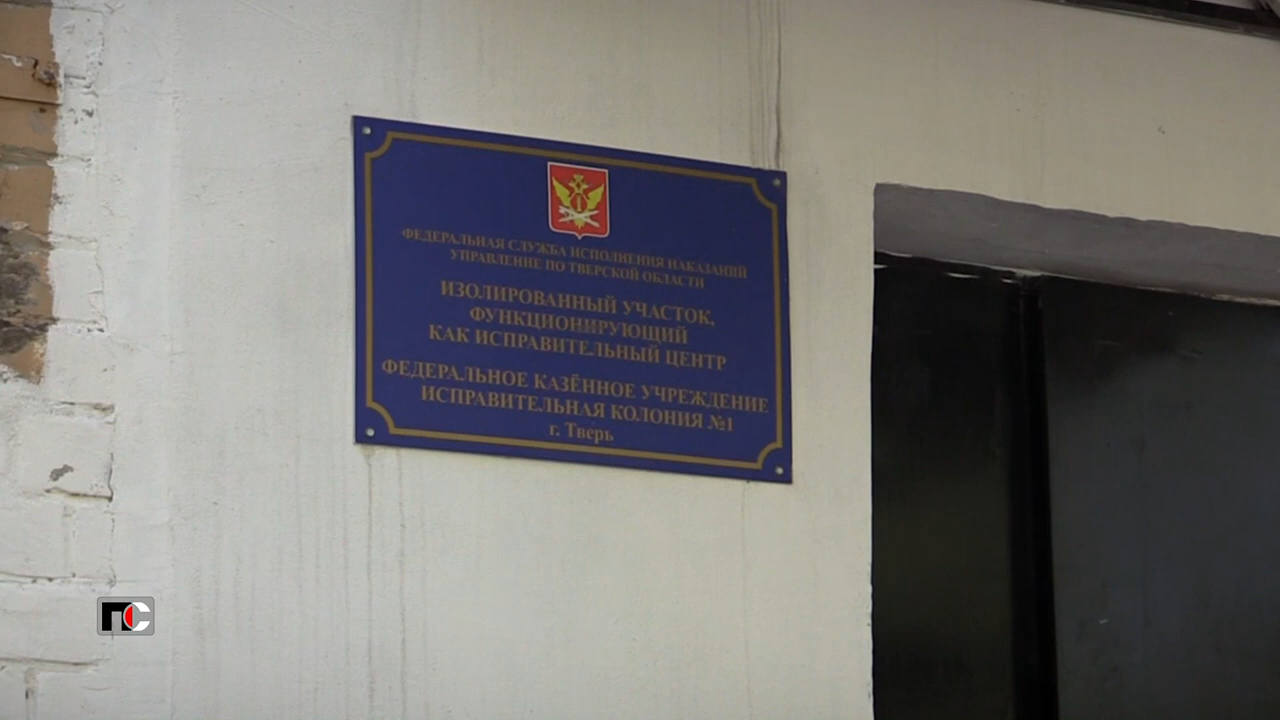 ФЕДЕРАЛЬНАЯ СЛУЖБА ИСПОЛНЕНИЯ НАКАЗАНИЙ
УПРАВЛЕНИЕ ПО ТВЕРСКОЙ ОБЛАСТИ
ИЗОЛИРОВАННЫЙ УЧАСТОК,
ФУНКЦИОНИРУЮЩИЙ
КАК ИСПРАВИТЕЛЬНЫЙ ЦЕНТР
ФЕДЕРАЛЬНОЕ КАЗЁННОЕ УЧРЕЖДЕНИЕ
ИСПРАВИТЕЛЬНАЯ КОЛОНИЯ №1
г. Тверь
ПС